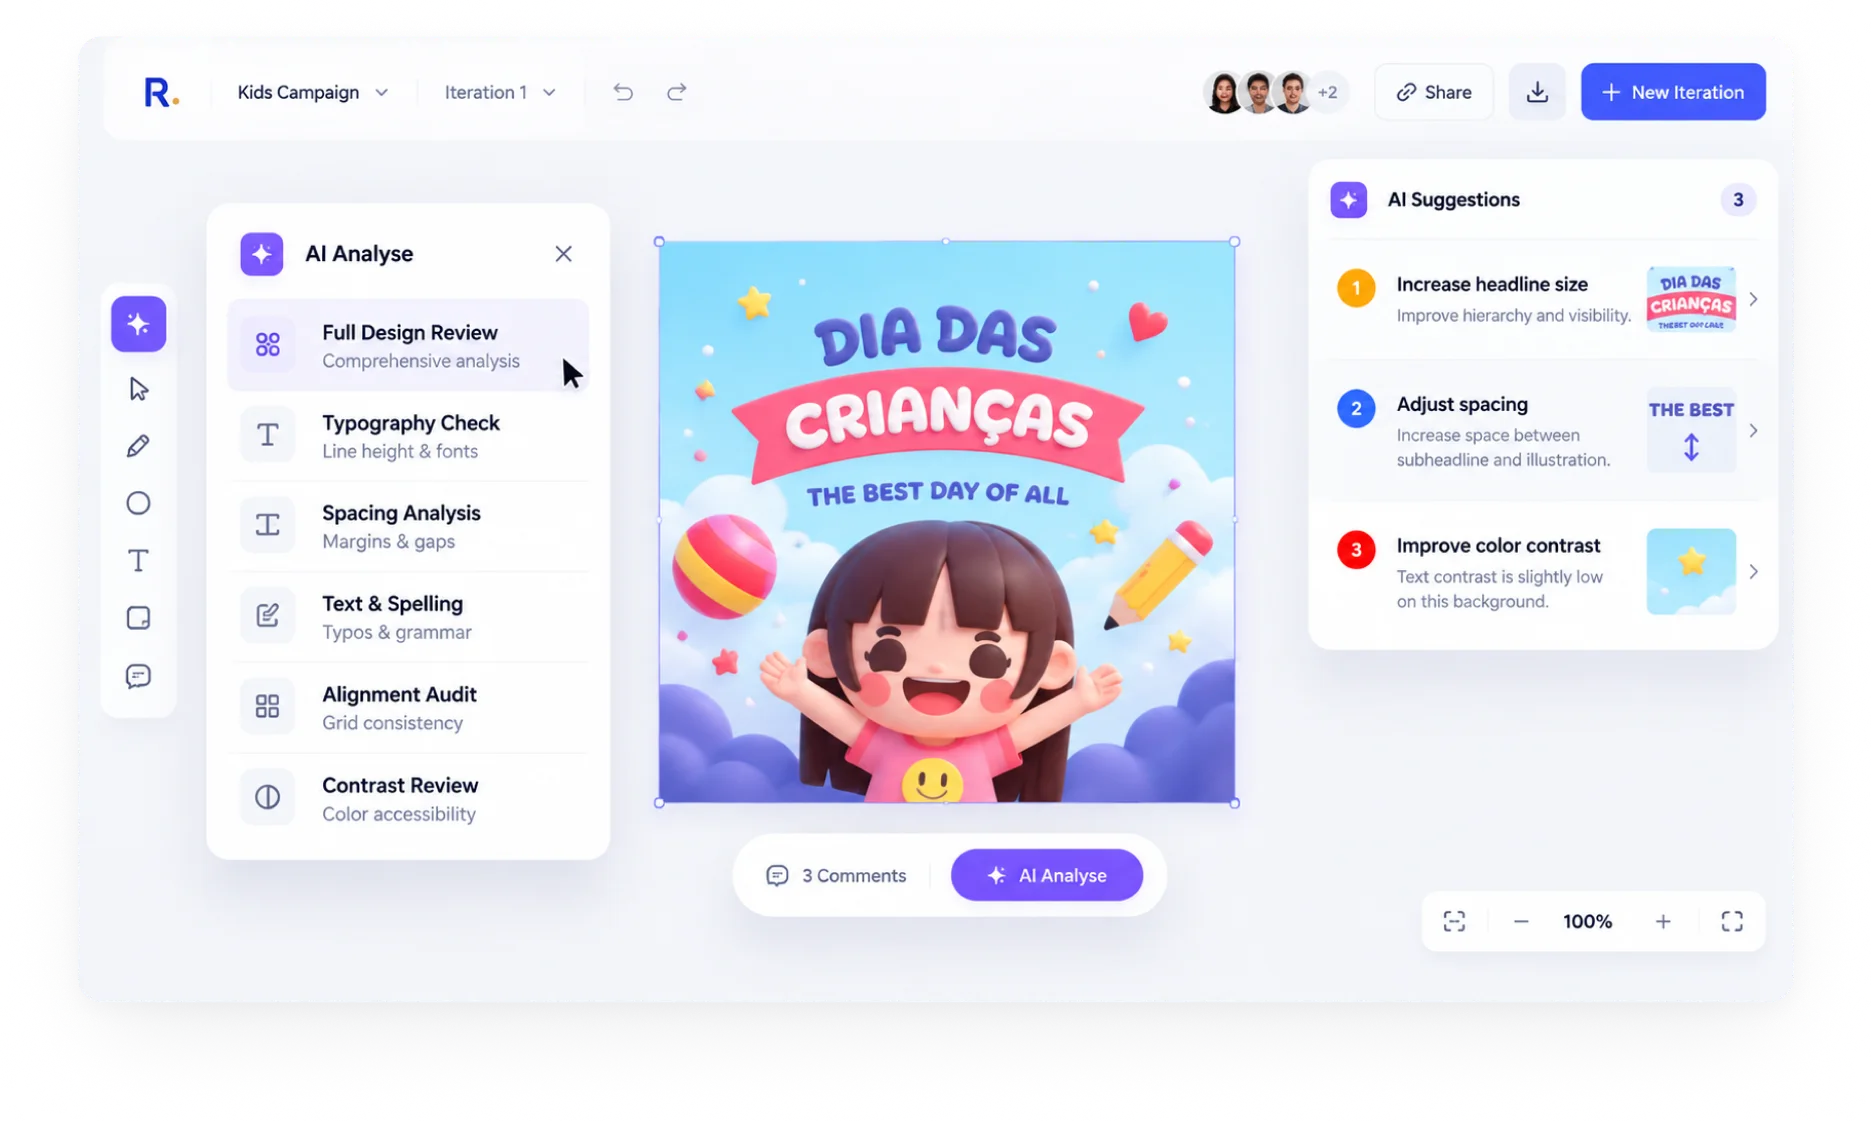 R.
Kids Campaign
Iteration 1
+2
Share
New Iteration
AI Analyse
Full Design Review
Comprehensive analysis
Typography Check
Line height & fonts
Spacing Analysis
Margins & gaps
Text & Spelling
Typos & grammar
Alignment Audit
Grid consistency
Contrast Review
Color accessibility
DIA DAS
CRIANÇAS
THE BEST DAY OF ALL
3 Comments
AI Analyse
AI Suggestions
3
1
Increase headline size
Improve hierarchy and visibility.
DIA DAS
CRIANÇAS
2
Adjust spacing
Increase space between
subheadline and illustration.
THE BEST
3
Improve color contrast
Text contrast is slightly low
on this background.
100%